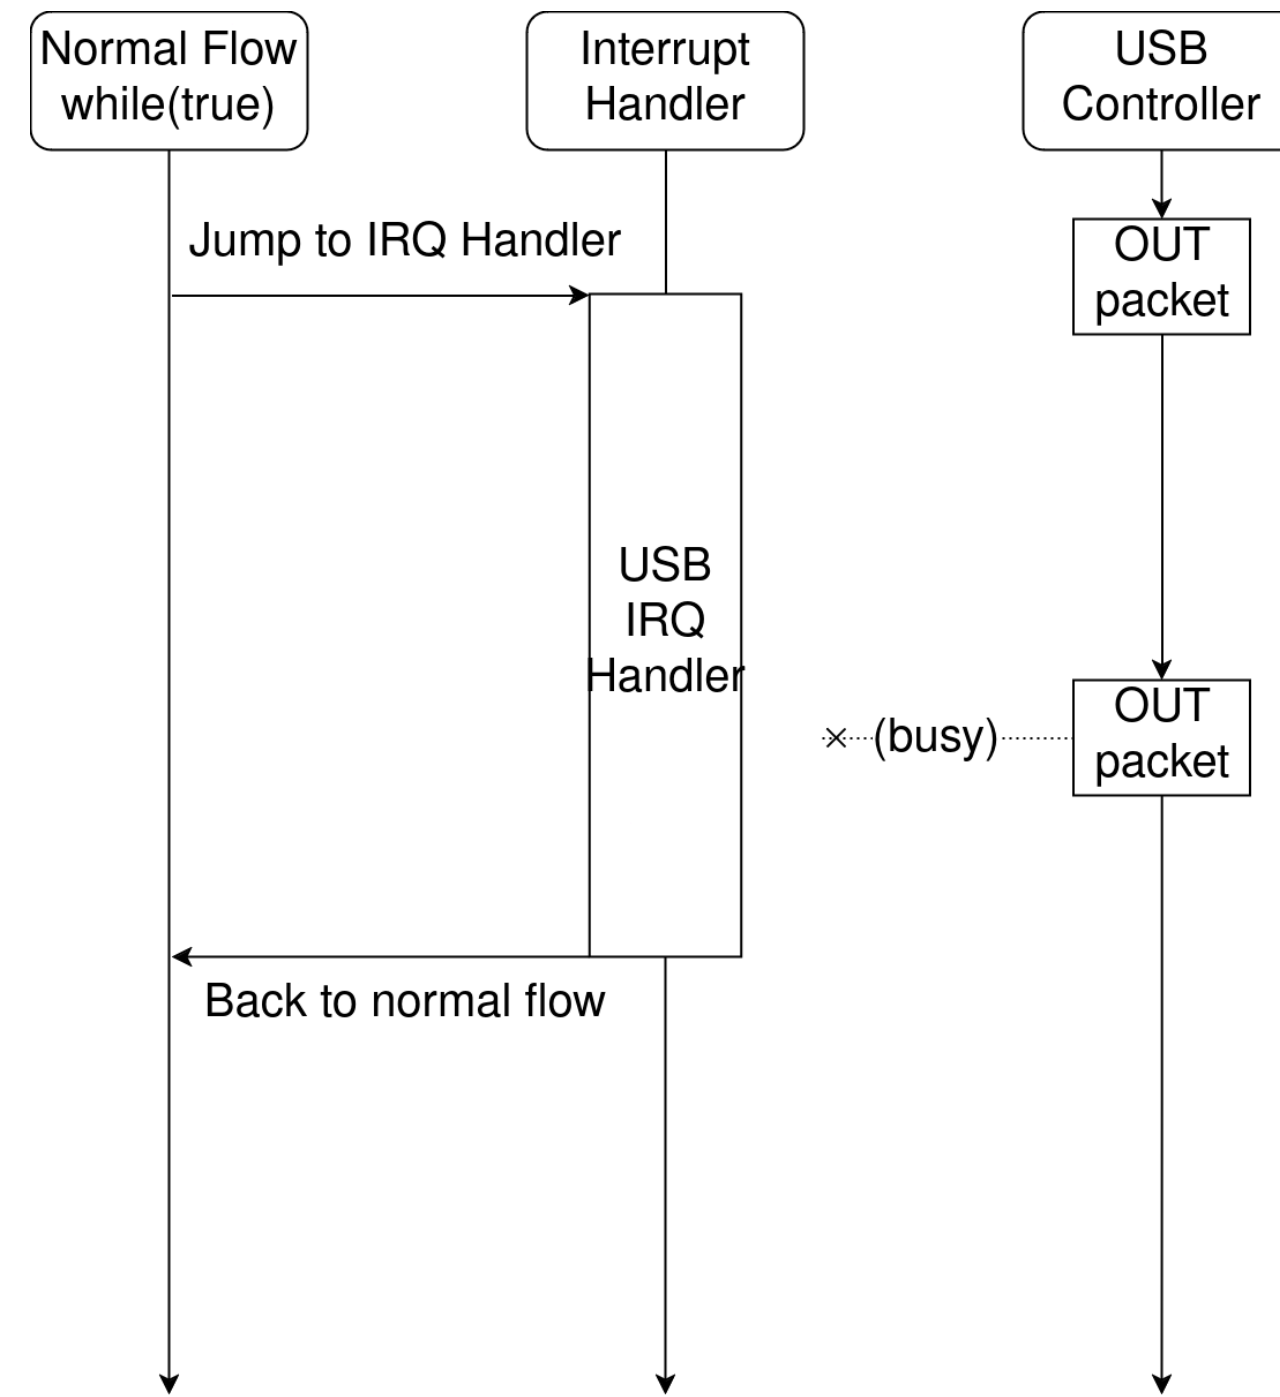 Normal Flow
while(true)
Interrupt
Handler
USB
Controller
Jump to IRQ Handler
OUT
packet
USB
IRQ
Handler
(busy)
OUT
packet
Back to normal flow